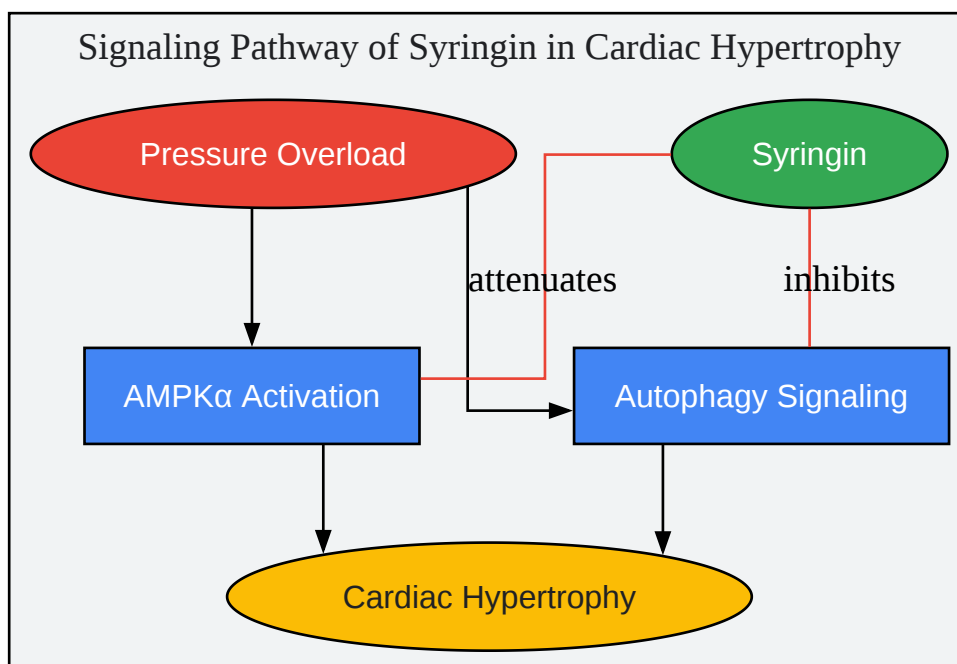 Signaling Pathway of Syringin in Cardiac Hypertrophy
Pressure Overload
Syringin
attenuates
inhibits
AMPKα Activation
Autophagy Signaling
Cardiac Hypertrophy